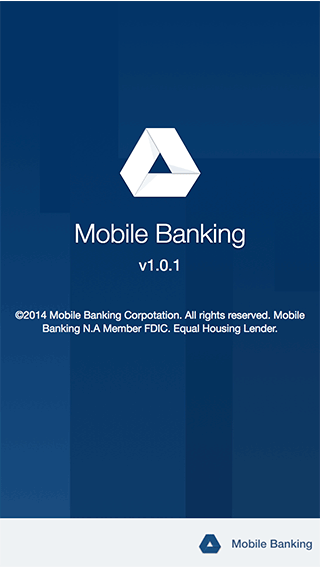 Mobile Banking
v1.0.1
©2014 Mobile Banking Corpotation. All rights reserved. Mobile
Banking N.A Member FDIC. Equal Housing Lender.
Mobile Banking